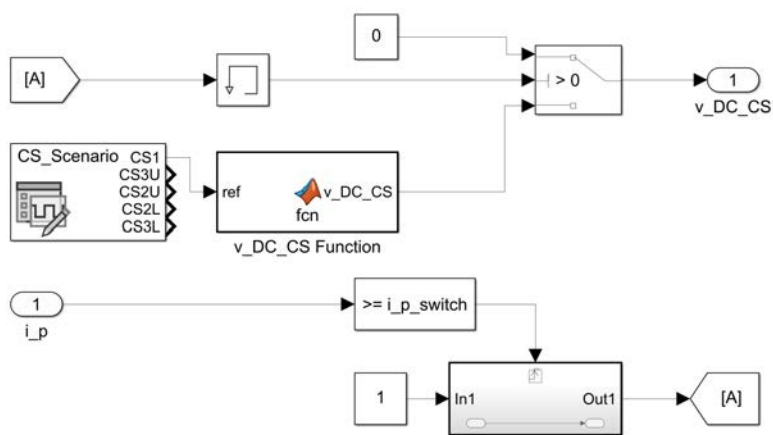 0
[A]
> 0
1
v_DC_CS
CS_Scenario CS1
CS3U
CS2U
CS2L
CS3L
ref
v_DC_CS
fcn
v_DC_CS Function
1
i_p
>= i_p_switch
1
In1
Out1
[A]